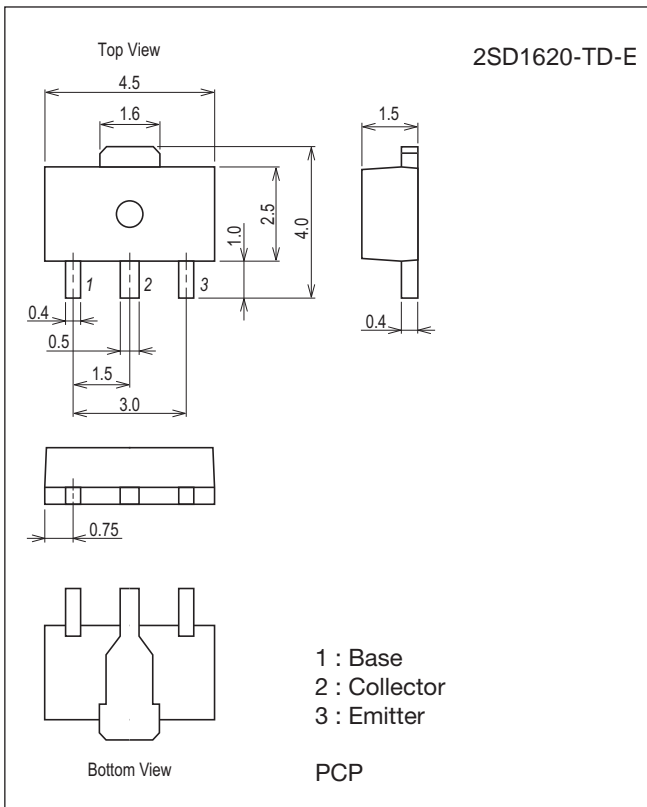 Top View
2SD1620-TD-E
4.5
1.6
1.5
2.5
4.0
1.0
1
2
3
0.4
0.5
0.4
1.5
3.0
0.75
1 : Base
2 : Collector
3 : Emitter
Bottom View
PCP